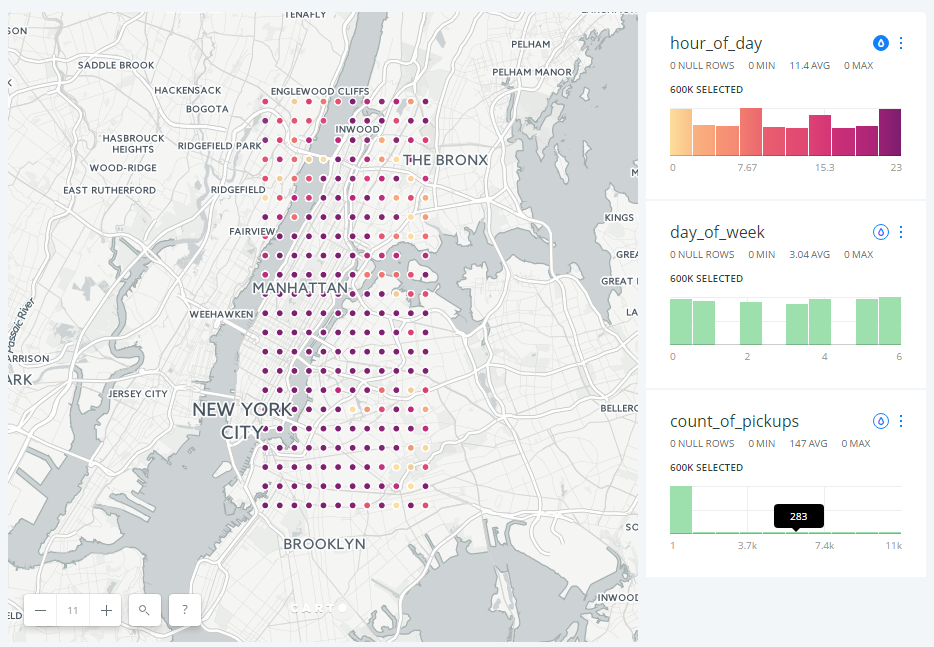 TENAFLY
SON
PELHAM
SADDLE BROOK
PELHAM MANOR
HACKENSACK
ENGLEWOOD CLIFFS
BOGOTA
INWOOD
HASBROUCK
HEIGHTS
RIDGEFIELD PARK
THE BRONX
WOOD-RIDGE
EAST RUTHERFORD
RIDGEFIELD
KINGS
FAIRVIEW
GREAT
MANHATTAN
Passaic River
WEEHAWKEN
ARRISON
ARK
JERSEY CITY
NEW YORK
CITY
BELLERO
BROOKLYN
INWOOD
ELD
CART
11
?
hour_of_day
0 NULL ROWS 0 MIN 11.4 AVG 0 MAX
600K SELECTED
0 7.67 15.3 23
day_of_week
0 NULL ROWS 0 MIN 3.04 AVG 0 MAX
600K SELECTED
0 2 4 6
count_of_pickups
0 NULL ROWS 0 MIN 147 AVG 0 MAX
600K SELECTED
283
1 3.7k 7.4k 11k